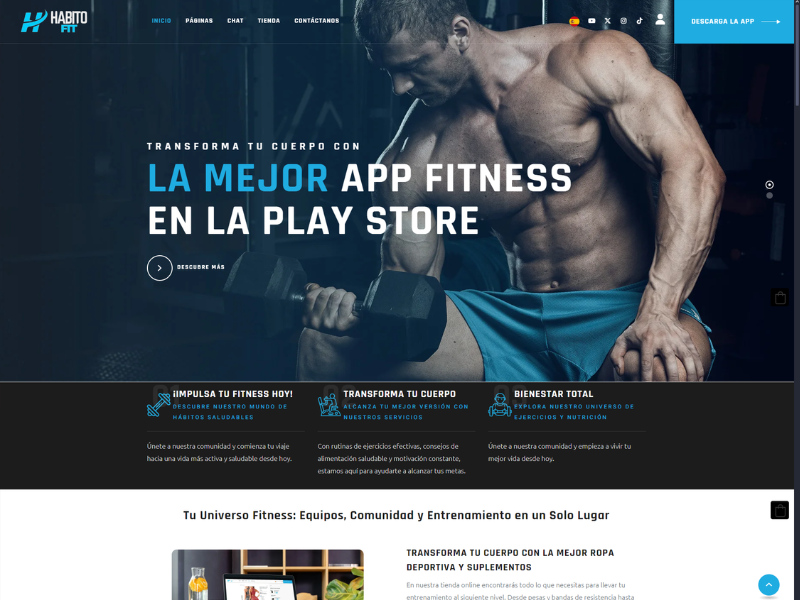 HABITO
FIT
INICIO
PÁGINAS
CHAT
TIENDA
CONTÁCTANOS
DESCARGA LA APP
TRANSFORMA TU CUERPO CON
LA MEJOR APP FITNESS
EN LA PLAY STORE
DESCUBRE MÁS
¡IMPULSA TU FITNESS HOY!
DESCUBRE NUESTRO MUNDO DE
HÁBITOS SALUDABLES
Únete a nuestra comunidad y comienza tu viaje
hacia una vida más activa y saludable desde hoy.
TRANSFORMA TU CUERPO
ALCANZA TU MEJOR VERSIÓN CON
NUESTROS SERVICIOS
Con rutinas de ejercicios efectivas, consejos de
alimentación saludable y motivación constante,
estamos aquí para ayudarte a alcanzar tus metas.
BIENESTAR TOTAL
EXPLORA NUESTRO UNIVERSO DE
EJERCICIOS Y NUTRICIÓN
Únete a nuestra comunidad y empieza a vivir tu
mejor vida desde hoy.
Tu Universo Fitness: Equipos, Comunidad y Entrenamiento en un Solo Lugar
TRANSFORMA TU CUERPO CON LA MEJOR ROPA
DEPORTIVA Y SUPLEMENTOS
En nuestra tienda online encontrarás todo lo que necesitas para llevar tu
entrenamiento al siguiente nivel. Desde pesas y bandas de resistencia hasta